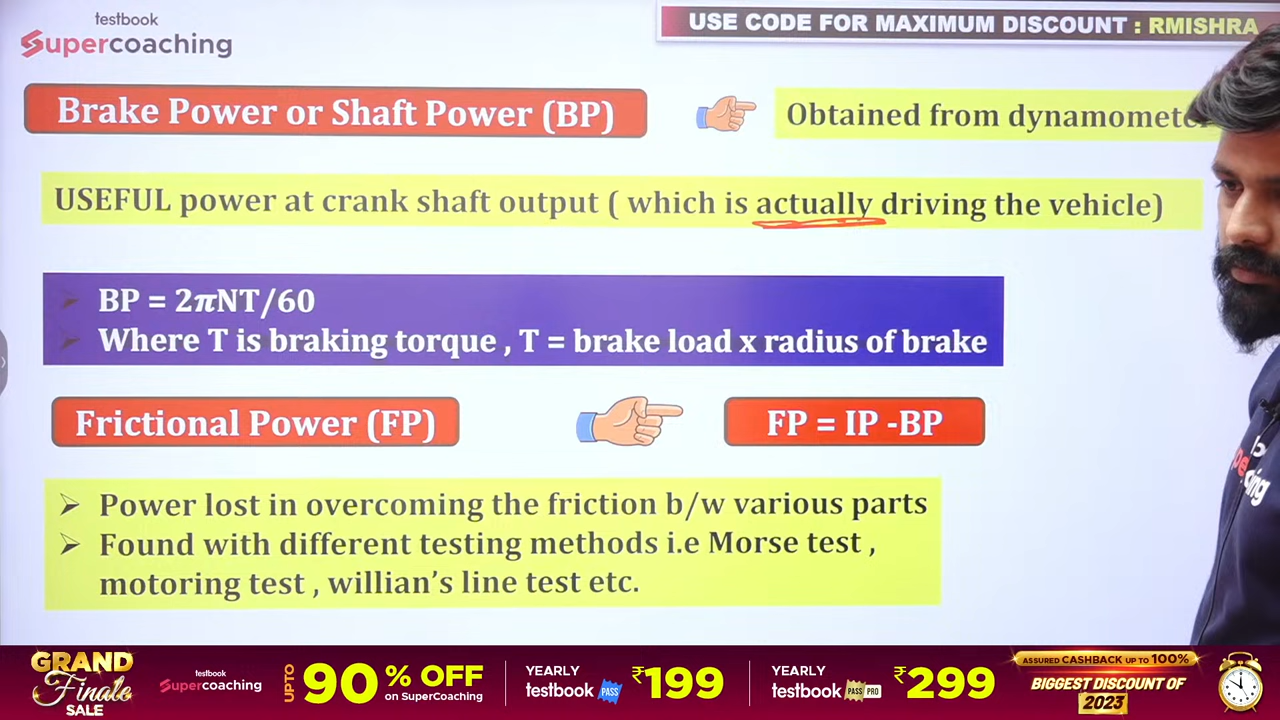 testbook
Supercoaching
USE CODE FOR MAXIMUM DISCOUNT : RMISHRA
Brake Power or Shaft Power (BP)
Obtained from dynamomete
USEFUL power at crank shaft output ( which is actually driving the vehicle)
➤ BP = 2πNT/60
➤ Where T is braking torque , T = brake load x radius of brake
Frictional Power (FP)
FP = IP -BP
➤ Power lost in overcoming the friction b/w various parts
➤ Found with different testing methods i.e Morse test ,
motoring test , willian’s line test etc.
GRAND
Finale
SALE
testbook
Supercoaching
UPTO 90% OFF
on SuperCoaching
YEARLY
testbook PASS
₹199
YEARLY
testbook PASS PRO
₹299
ASSURED CASHBACK UP TO 100%
BIGGEST DISCOUNT OF
2023